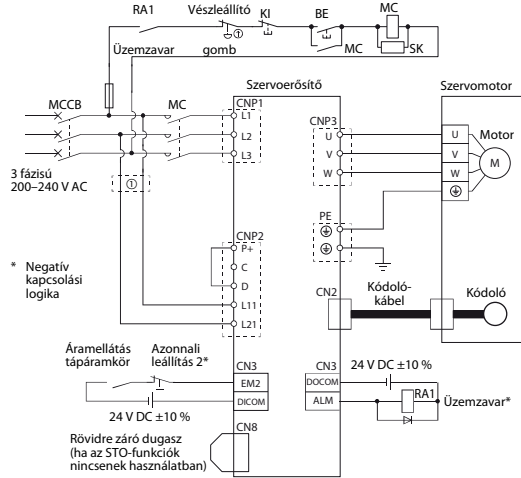 RA1
Vészleállító
KI
BE
MC
Üzemzavar
①
gomb
MC
SK
Szervoerősítő
Szervomotor
MCCB
MC
CNP1
L1
L2
L3
CNP3
U
V
W
U
V
W
Motor
M
3 fázisú
200–240 V AC
①
PE
CNP2
P+
C
D
L11
L21
* Negatív
kapcsolási
logika
CN2
Kódoló-
kábel
Kódoló
Áramellátás
tápáramkör
Azonnali
leállítás 2*
CN3
EM2
DICOM
24 V DC ±10 %
CN3
DOCOM
ALM
24 V DC ±10 %
RA1
Üzemzavar*
CN8
Rövidre záró dugasz
(ha az STO-funkciók
nincsenek használatban)